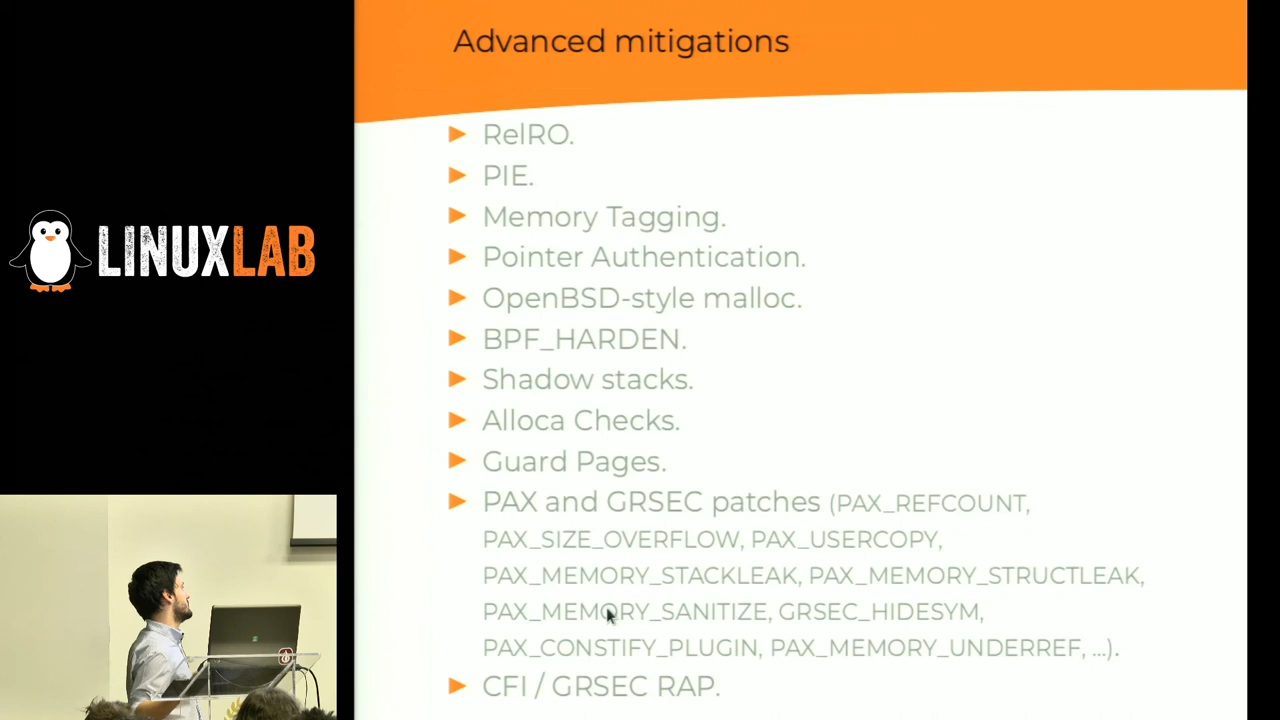 Advanced mitigations
RelRO.
PIE.
Memory Tagging.
Pointer Authentication.
OpenBSD-style malloc.
BPF_HARDEN.
Shadow stacks.
Alloca Checks.
Guard Pages.
PAX and GRSEC patches (PAX_REFCOUNT,
PAX_SIZE_OVERFLOW, PAX_USERCOPY,
PAX_MEMORY_STACKLEAK, PAX_MEMORY_STRUCTLEAK,
PAX_MEMORY_SANITIZE, GRSEC_HIDESYM,
PAX_CONSTIFY_PLUGIN, PAX_MEMORY_UNDERREF, ...).
CFI / GRSEC RAP.
LINUXLAB